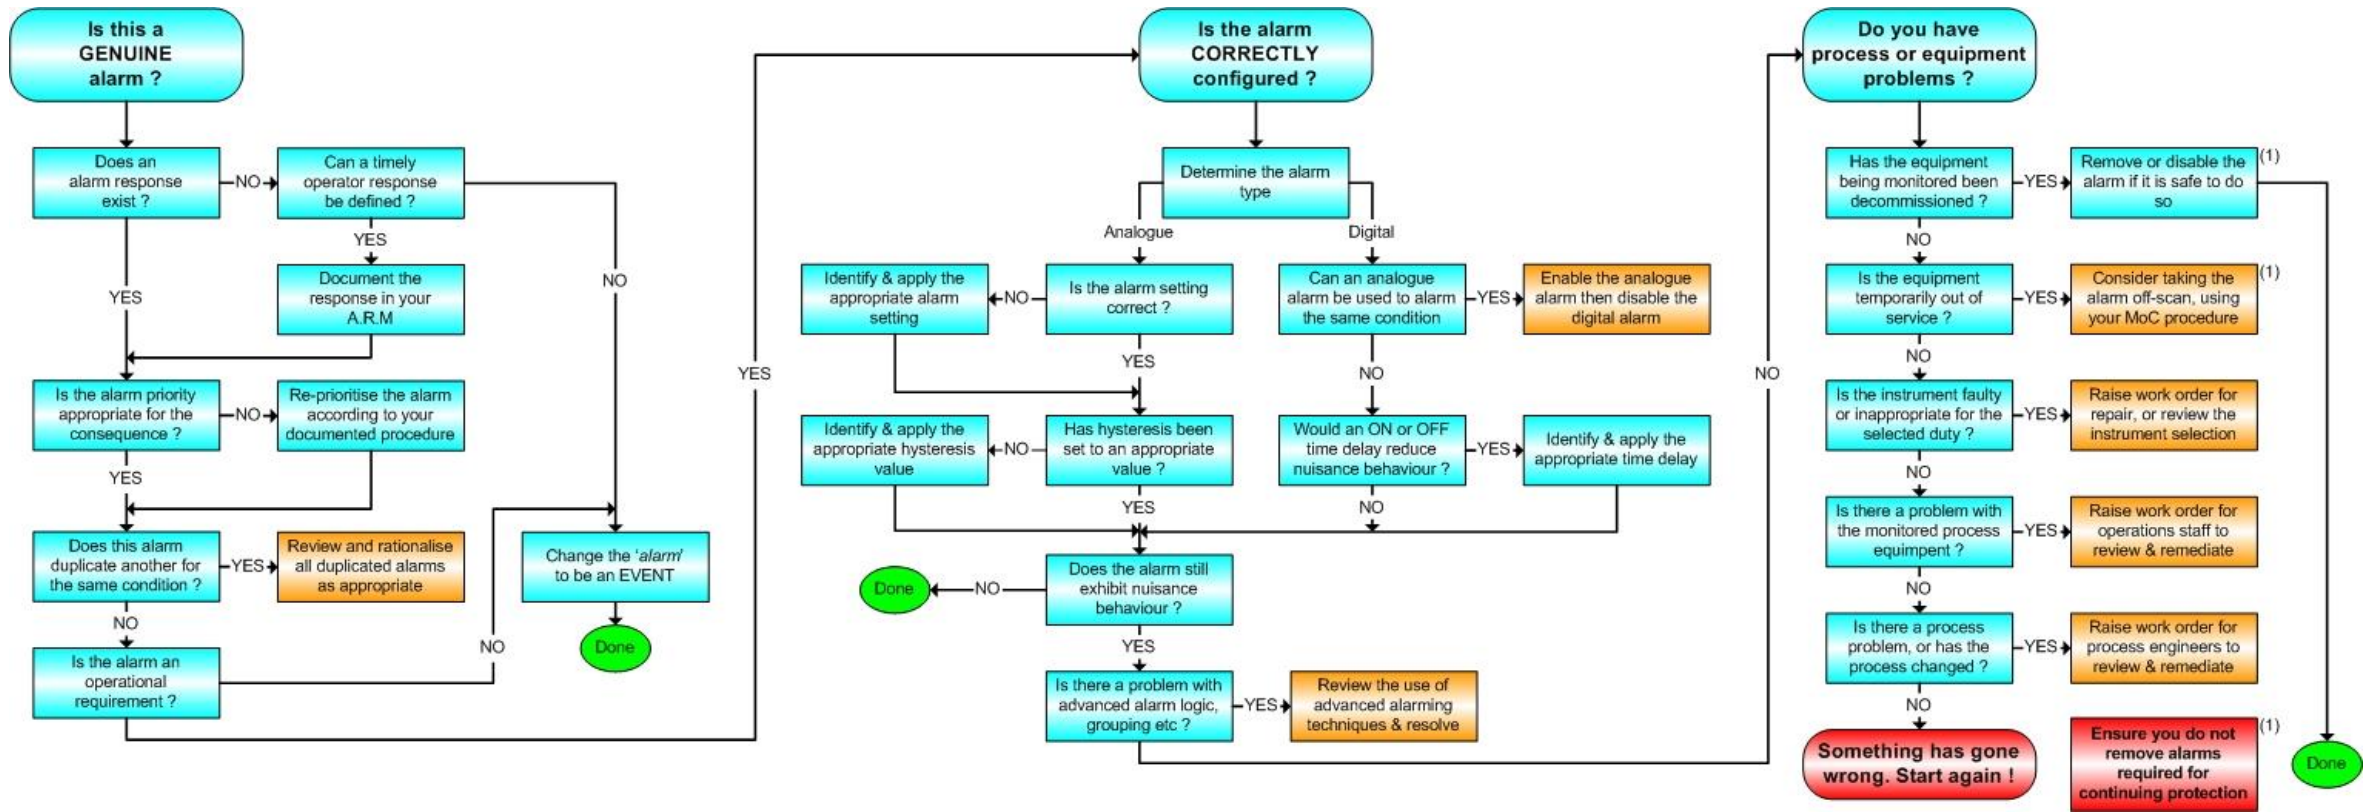 Is this a
GENUINE
alarm ?
Does an
alarm response
exist ?
NO
Can a timely
operator response
be defined ?
YES
Document the
response in your
A.R.M
YES
NO
Is the alarm priority
appropriate for the
consequence ?
NO
Re-prioritise the alarm
according to your
documented procedure
YES
Does this alarm
duplicate another for
the same condition ?
YES
Review and rationalise
all duplicated alarms
as appropriate
NO
Is the alarm an
operational
requirement ?
NO
Change the 'alarm'
to be an EVENT
Done
YES
Is the alarm
CORRECTLY
configured ?
Determine the alarm
type
Analogue
Digital
Identify & apply the
appropriate alarm
setting
NO
Is the alarm setting
correct ?
Can an analogue
alarm be used to alarm
the same condition
YES
Enable the analogue
alarm then disable the
digital alarm
YES
NO
Identify & apply the
appropriate hysteresis
value
NO
Has hysteresis been
set to an appropriate
value ?
Would an ON or OFF
time delay reduce
nuisance behaviour ?
YES
Identify & apply the
appropriate time delay
YES
NO
Done
NO
Does the alarm still
exhibit nuisance
behaviour ?
YES
Is there a problem with
advanced alarm logic,
grouping etc ?
YES
Review the use of
advanced alarming
techniques & resolve
NO
Do you have
process or equipment
problems ?
Has the equipment
being monitored been
decommissioned ?
YES
Remove or disable the
alarm if it is safe to do
so
(1)
NO
Is the equipment
temporarily out of
service ?
YES
Consider taking the
alarm off-scan, using
your MoC procedure
(1)
NO
Is the instrument faulty
or inappropriate for the
selected duty ?
YES
Raise work order for
repair, or review the
instrument selection
NO
Is there a problem with
the monitored process
equimpent ?
YES
Raise work order for
operations staff to
review & remediate
NO
Is there a process
problem, or has the
process changed ?
YES
Raise work order for
process engineers to
review & remediate
NO
Something has gone
wrong. Start again !
Ensure you do not
remove alarms
required for
continuing protection
(1)
Done